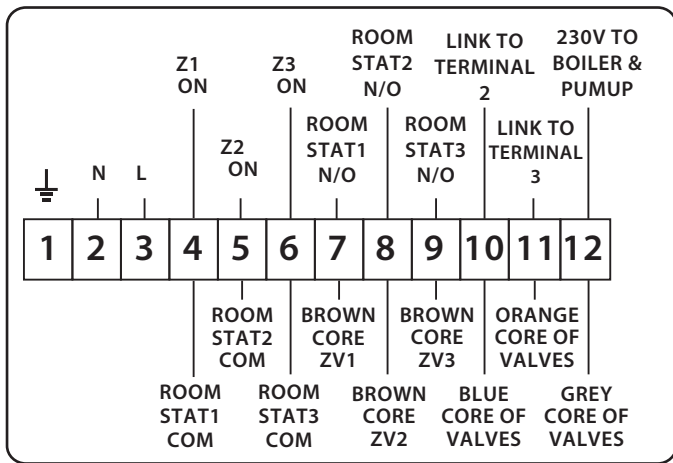 Z1
ON
Z3
ON
ROOM
STAT2
N/O
LINK TO
TERMINAL
2
230V TO
BOILER &
PUMUP
N
L
Z2
ON
ROOM
STAT1
N/O
ROOM
STAT3
N/O
LINK TO
TERMINAL
3
1 2 3 4 5 6 7 8 9 10 11 12
ROOM
STAT2
COM
BROWN
CORE
ZV1
BROWN
CORE
ZV3
ORANGE
CORE OF
VALVES
ROOM
STAT1
COM
ROOM
STAT3
COM
BROWN
CORE
ZV2
BLUE
CORE OF
VALVES
GREY
CORE OF
VALVES